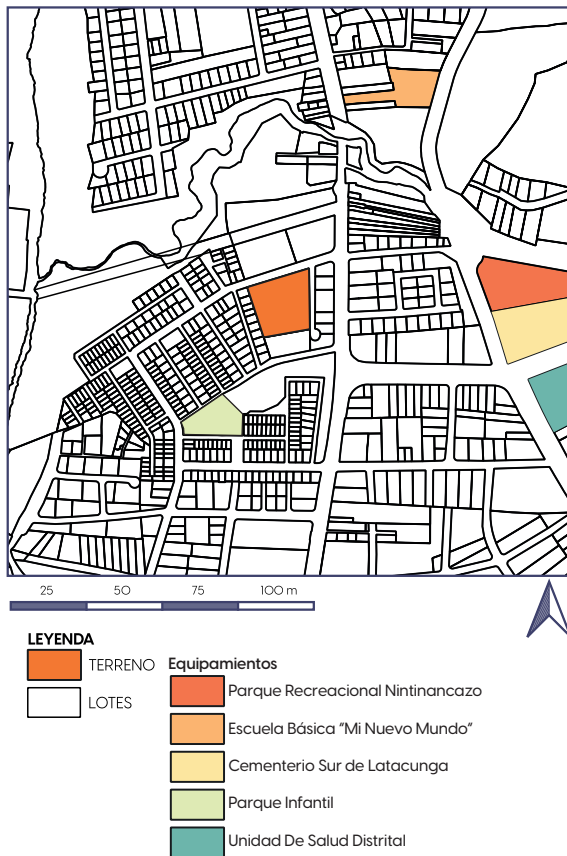 25 50 75 100 m
LEYENDA
TERRENO
LOTES
Equipamientos
Parque Recreacional Nintinancazo
Escuela Básica "Mi Nuevo Mundo"
Cementerio Sur de Latacunga
Parque Infantil
Unidad De Salud Distrital